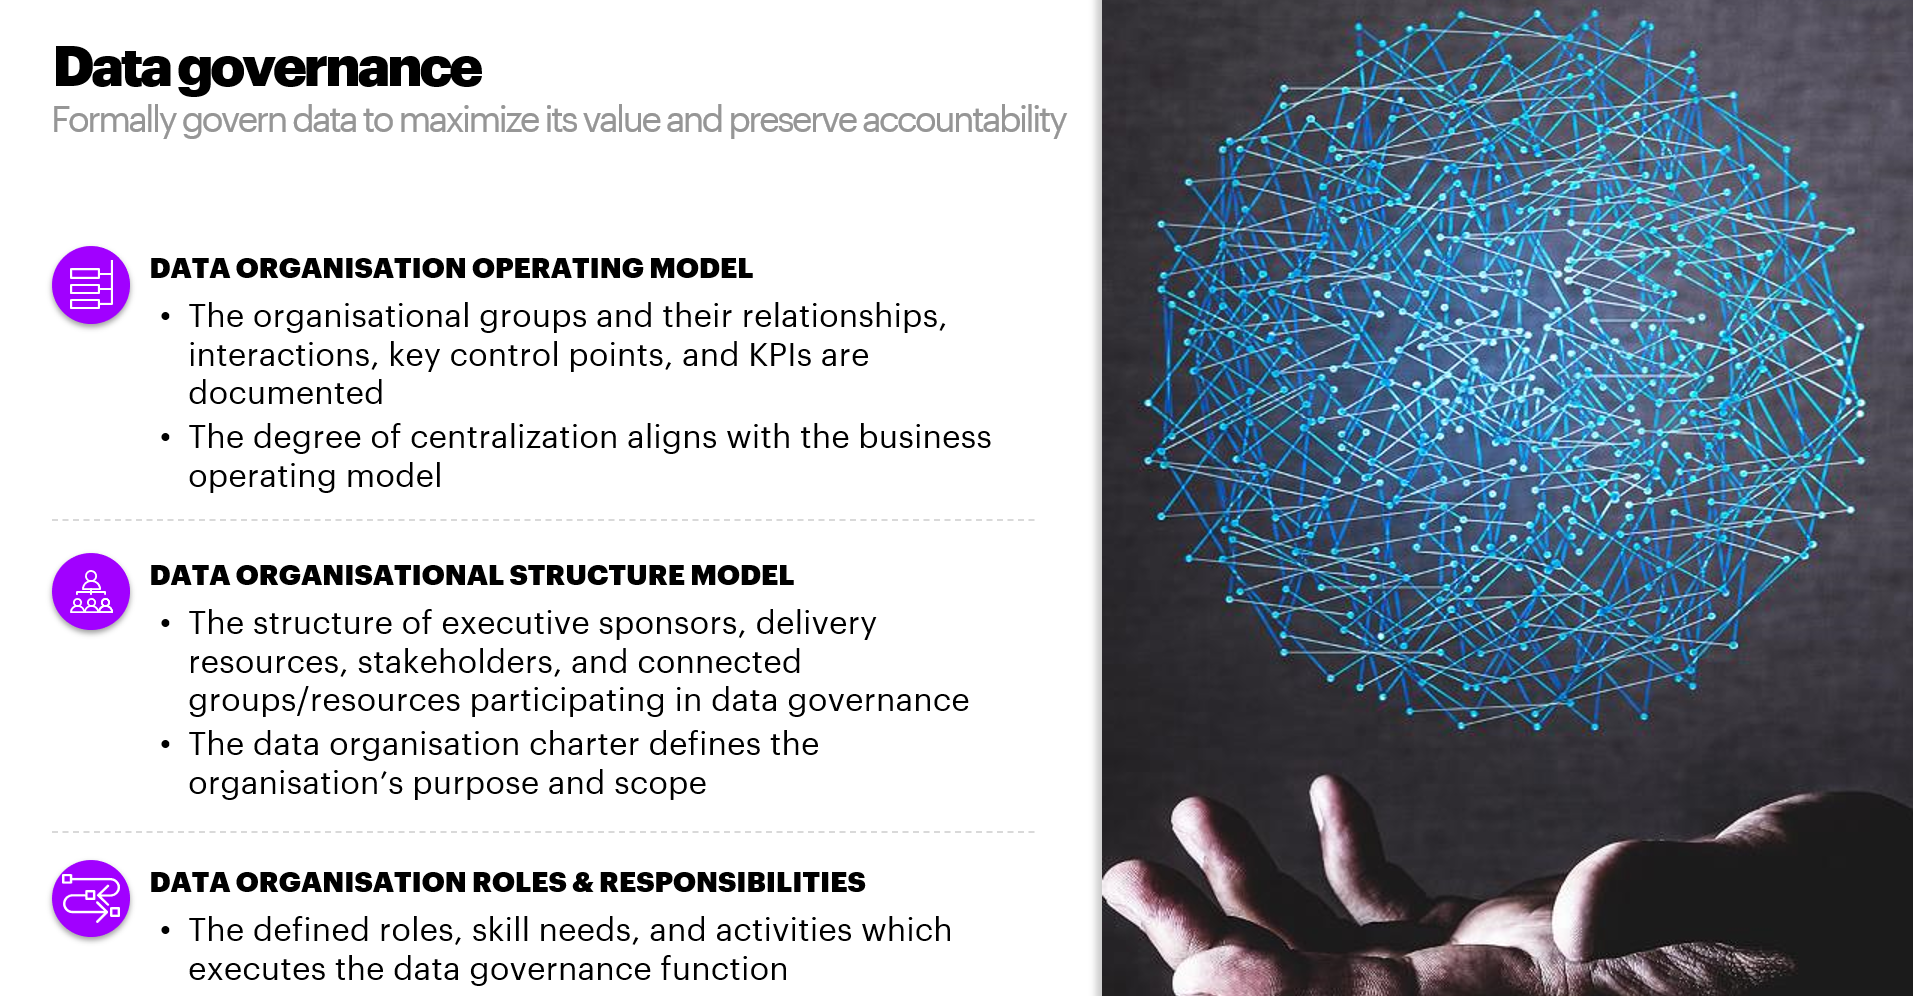 Data governance
Formally govern data to maximize its value and preserve accountability
DATA ORGANISATION OPERATING MODEL
• The organisational groups and their relationships,
interactions, key control points, and KPIs are
documented
• The degree of centralization aligns with the business
operating model
DATA ORGANISATIONAL STRUCTURE MODEL
• The structure of executive sponsors, delivery
resources, stakeholders, and connected
groups/resources participating in data governance
• The data organisation charter defines the
organisation’s purpose and scope
DATA ORGANISATION ROLES & RESPONSIBILITIES
• The defined roles, skill needs, and activities which
executes the data governance function